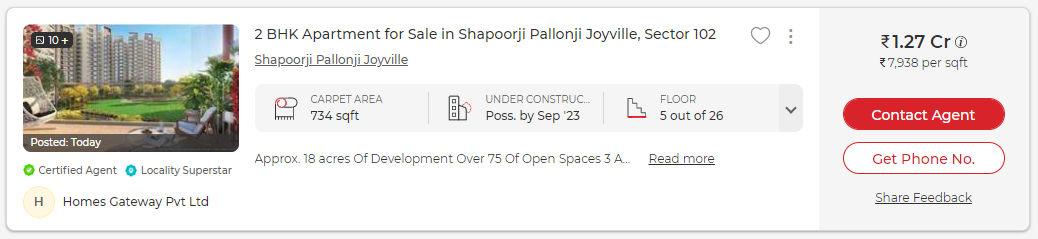 10 +
Posted: Today
Certified Agent
Locality Superstar
H
Homes Gateway Pvt Ltd
2 BHK Apartment for Sale in Shapoorji Pallonji Joyville, Sector 102
Shapoorji Pallonji Joyville
CARPET AREA
734 sqft
UNDER CONSTRUC...
Poss. by Sep '23
FLOOR
5 out of 26
Approx. 18 acres Of Development Over 75 Of Open Spaces 3 A... Read more
₹1.27 Cr
₹7,938 per sqft
Contact Agent
Get Phone No.
Share Feedback